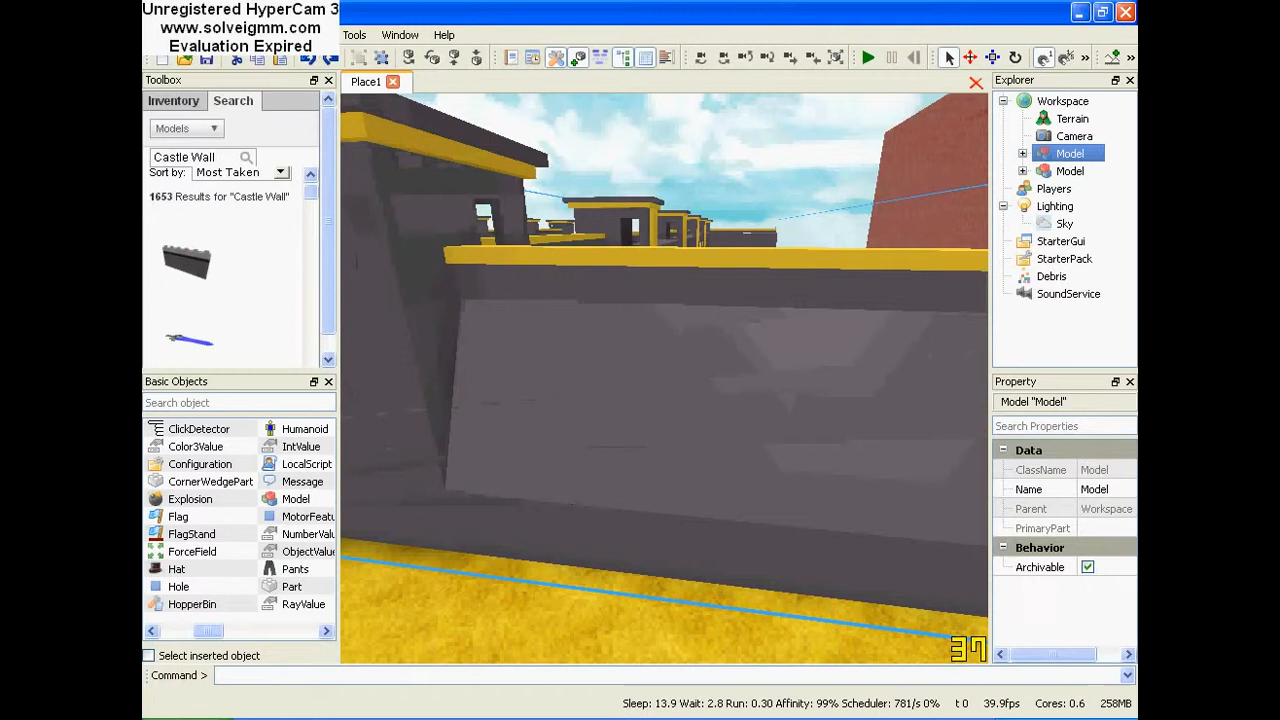 Unregistered HyperCam 3
www.solveigmm.com
Evaluation Expired
Tools Window Help
Toolbox
Inventory Search
Models
Castle Wall
Sort by: Most Taken
1653 Results for "Castle Wall"
Basic Objects
Search object
ClickDetector Humanoid
Color3Value IntValue
Configuration LocalScript
CornerWedgePart Message
Explosion Model
Flag MotorFeatu
FlagStand NumberValu
ForceField ObjectValu
Hat Pants
Hole Part
HopperBin RayValue
Select inserted object
Place1
37
Explorer
Workspace
Terrain
Camera
Model
Model
Players
Lighting
Sky
StarterGui
StarterPack
Debris
SoundService
Property
Model "Model"
Search Properties
Data
ClassName Model
Name Model
Parent Workspace
PrimaryPart
Behavior
Archivable
Command >
Sleep: 13.9 Wait: 2.8 Run: 0.30 Affinity: 99% Scheduler: 781/s 0% t 0 39.9fps Cores: 0.6 258MB